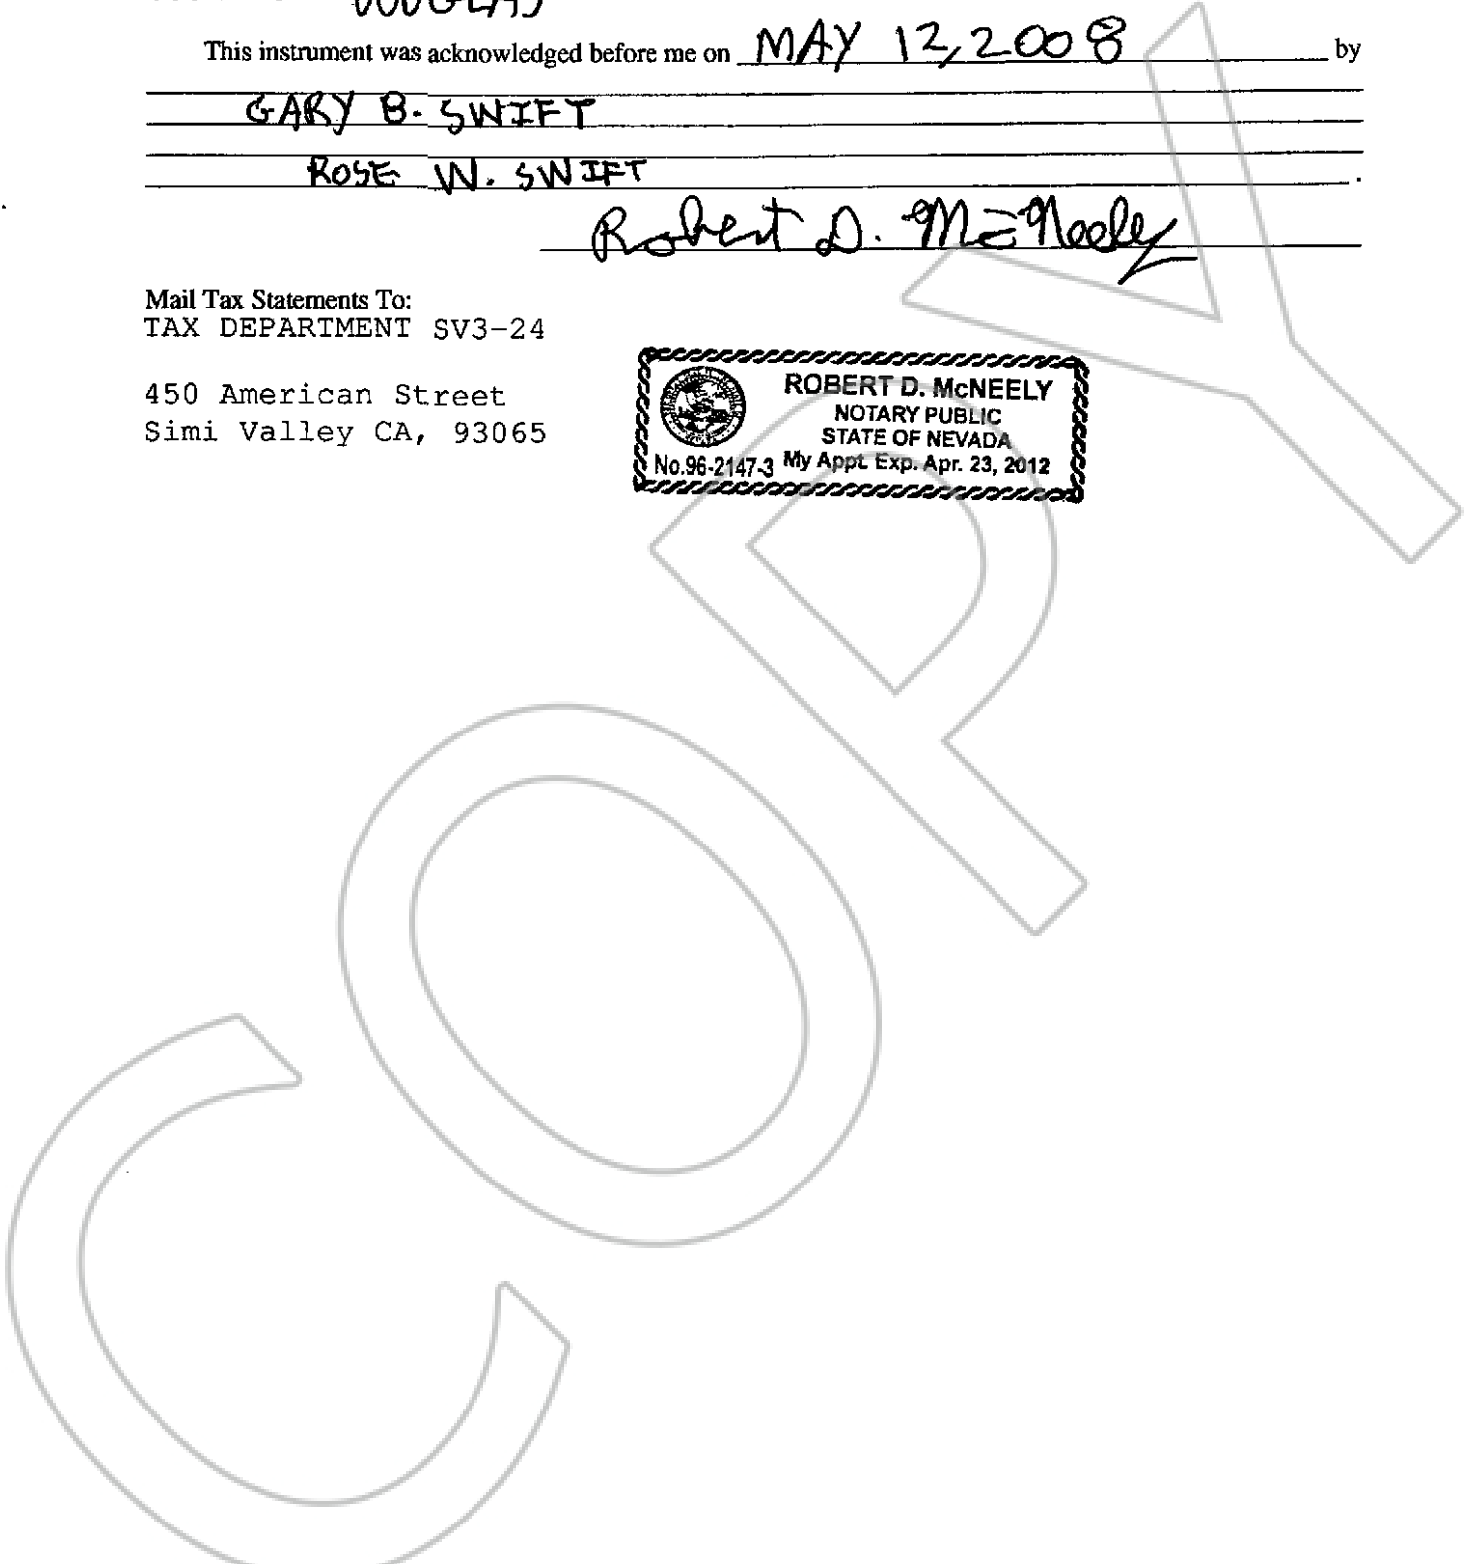 DOUGLAS
This instrument was acknowledged before me on MAY 12, 2008 by
GARY B. SWIFT
ROSE W. SWIFT .
Robert D. McNeely
Mail Tax Statements To:
TAX DEPARTMENT SV3-24
450 American Street
Simi Valley CA, 93065
ROBERT D. McNEELY
NOTARY PUBLIC
STATE OF NEVADA
No.96-2147-3 My Appt. Exp. Apr. 23, 2012
COPY